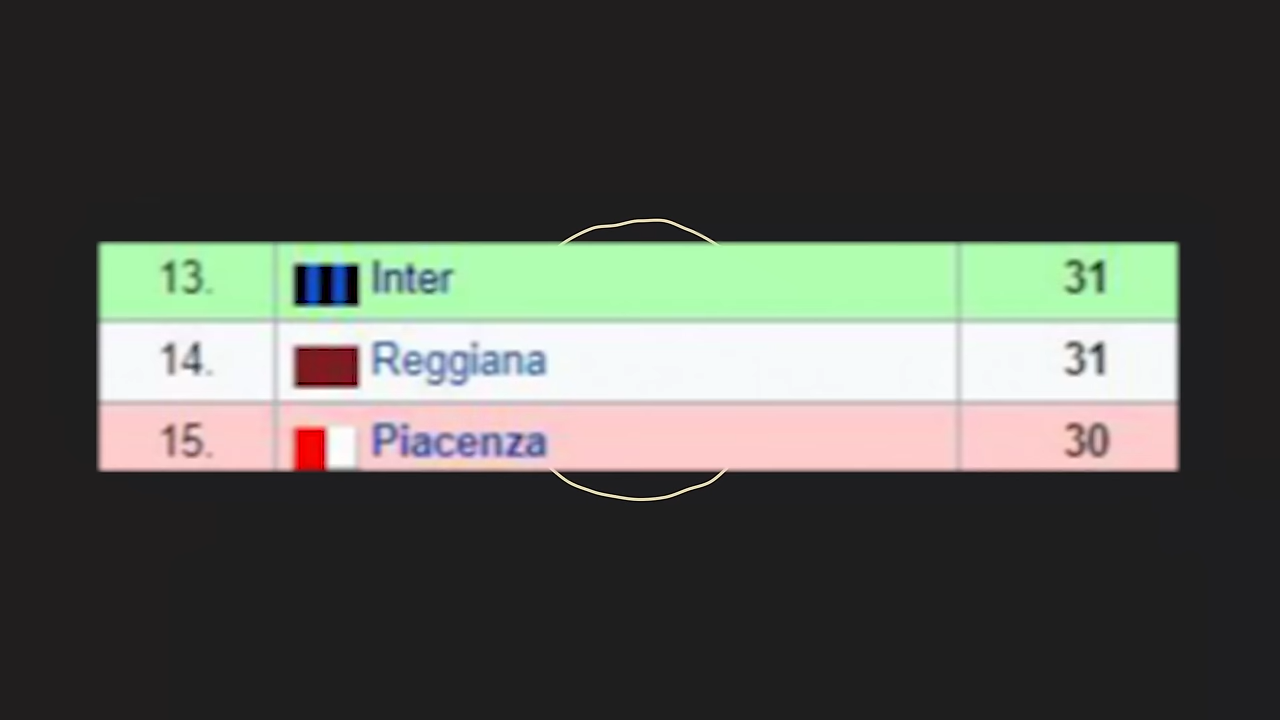 13. Inter 31
14. Reggiana 31
15. Piacenza 30